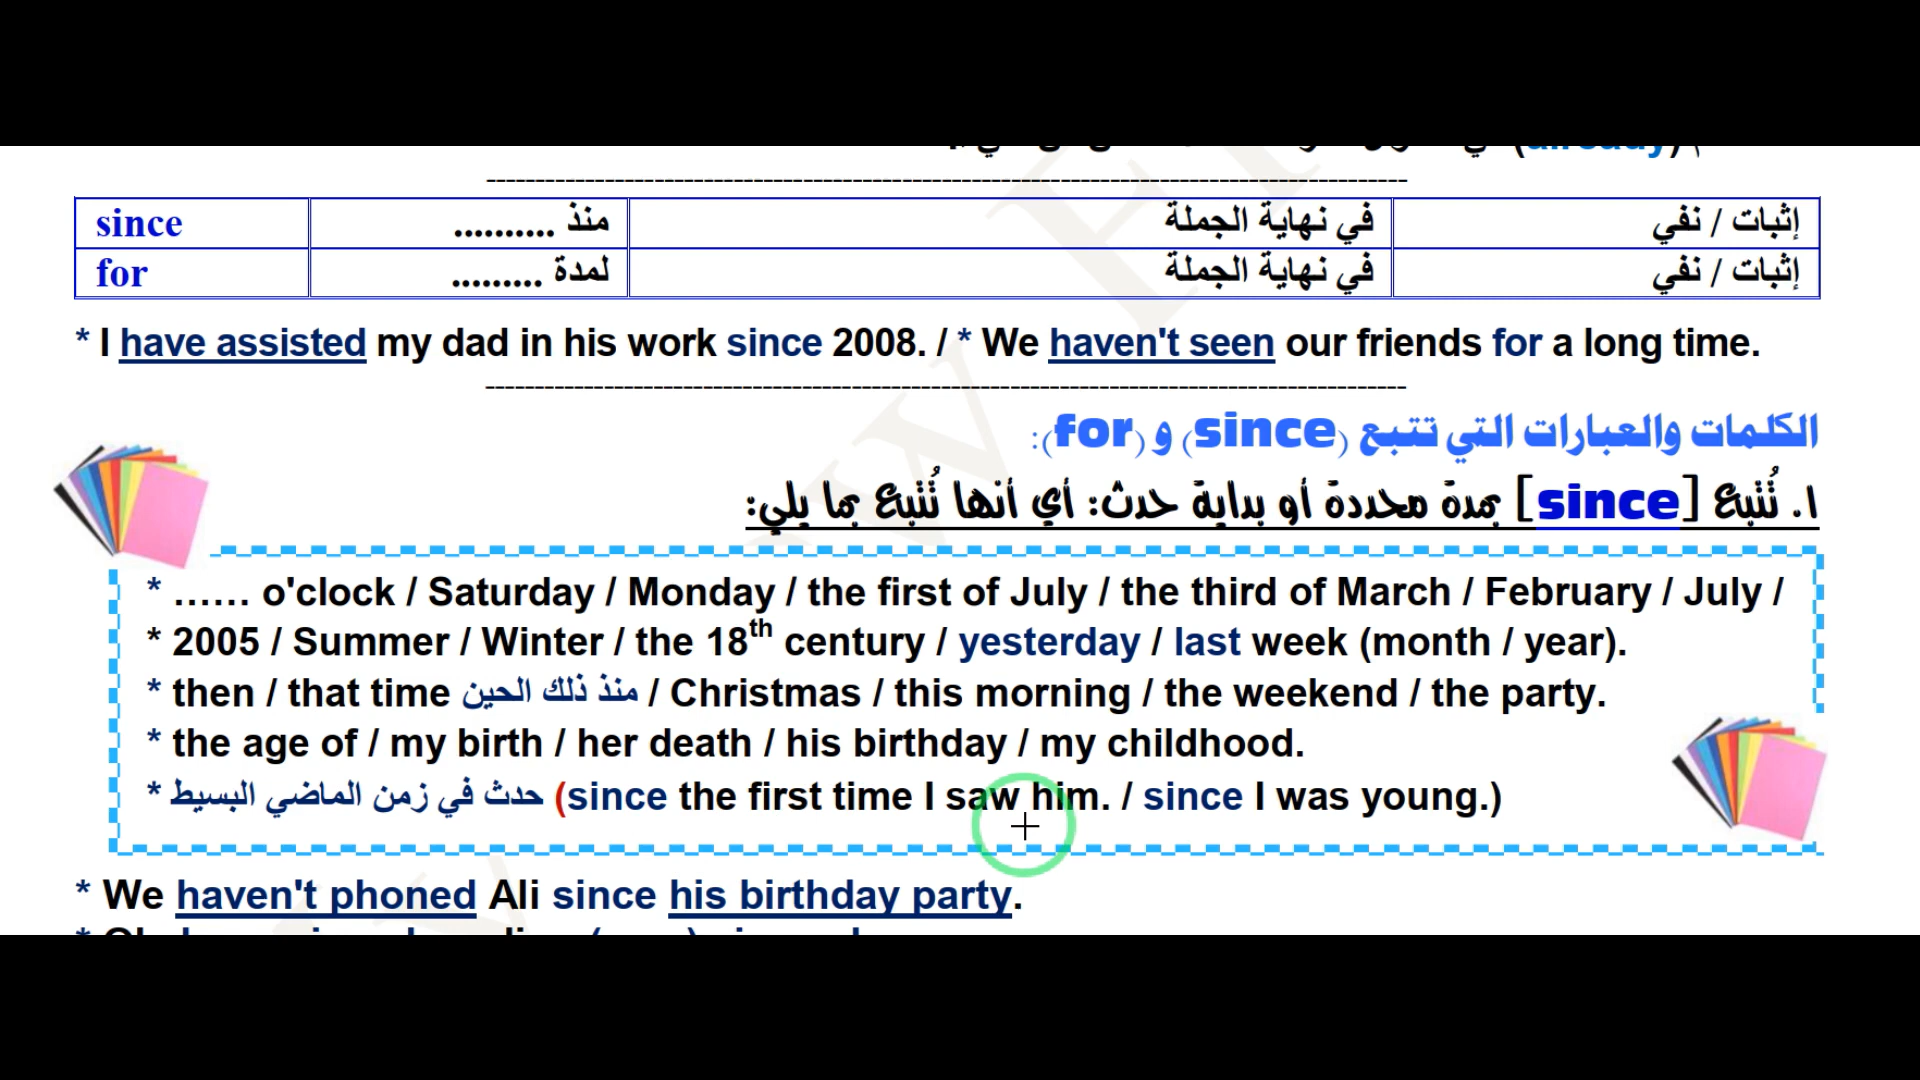 (already)
since منذ .......... في نهاية الجملة إثبات / نفي
for لمدة ......... في نهاية الجملة إثبات / نفي
* I have assisted my dad in his work since 2008. / * We haven't seen our friends for a long time.
الكلمات والعبارات التي تتبع (since) و (for):
١. تُتبع [since] بمدة محددة أو بداية حدث: أي أنها تُتبع بما يلي:
* …… o'clock / Saturday / Monday / the first of July / the third of March / February / July /
* 2005 / Summer / Winter / the 18th century / yesterday / last week (month / year).
* then / that time منذ ذلك الحين / Christmas / this morning / the weekend / the party.
* the age of / my birth / her death / his birthday / my childhood.
* حدث في زمن الماضي البسيط (since the first time I saw him. / since I was young.)
* We haven't phoned Ali since his birthday party.